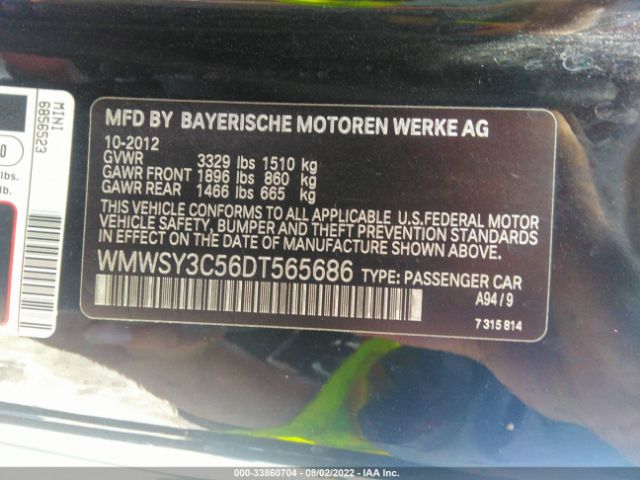 MINI
6856523
0
lbs.
lb.
MFD BY BAYERISCHE MOTOREN WERKE AG
10-2012
GVWR 3329 lbs 1510 kg
GAWR FRONT 1896 lbs 860 kg
GAWR REAR 1466 lbs 665 kg
THIS VEHICLE CONFORMS TO ALL APPLICABLE U.S.FEDERAL MOTOR
VEHICLE SAFETY, BUMPER AND THEFT PREVENTION STANDARDS
IN EFFECT ON THE DATE OF MANUFACTURE SHOWN ABOVE.
WMWSY3C56DT565686 TYPE: PASSENGER CAR
A94/9
7 315 814
000-33860704 - 08/02/2022 - IAA Inc.